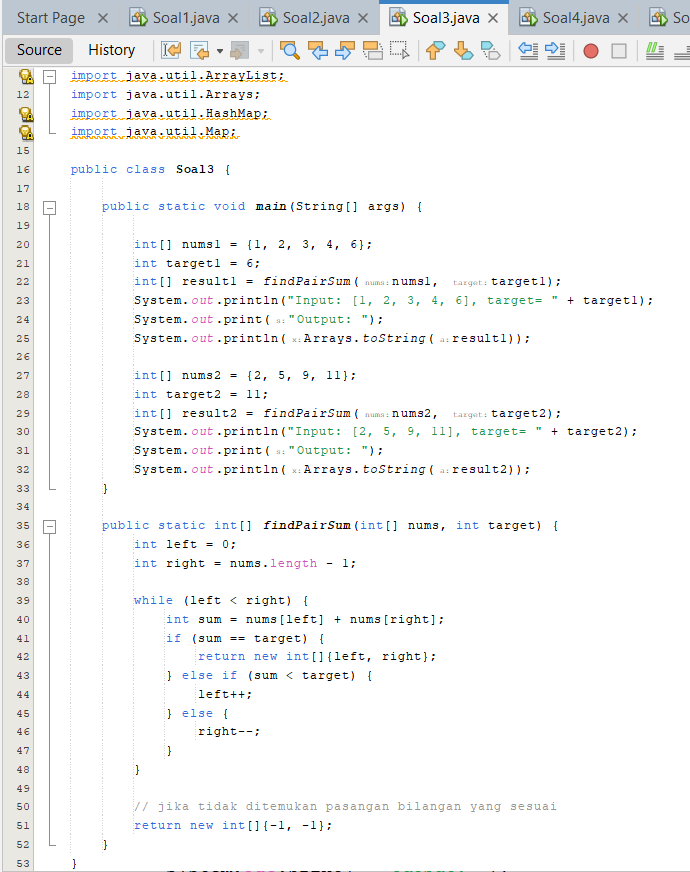 Start Page Soal1.java Soal2.java Soal3.java Soal4.java So
Source History
import java.util.ArrayList;
12 import java.util.Arrays;
import java.util.HashMap;
import java.util.Map;
15
16 public class Soal3 {
17
18 public static void main(String[] args) {
19
20 int[] nums1 = {1, 2, 3, 4, 6};
21 int target1 = 6;
22 int[] result1 = findPairSum( nums: nums1, target: target1);
23 System.out.println("Input: [1, 2, 3, 4, 6], target= " + target1);
24 System.out.print( s: "Output: ");
25 System.out.println( x: Arrays.toString( a: result1));
26
27 int[] nums2 = {2, 5, 9, 11};
28 int target2 = 11;
29 int[] result2 = findPairSum( nums: nums2, target: target2);
30 System.out.println("Input: [2, 5, 9, 11], target= " + target2);
31 System.out.print( s: "Output: ");
32 System.out.println( x: Arrays.toString( a: result2));
33 }
34
35 public static int[] findPairSum(int[] nums, int target) {
36 int left = 0;
37 int right = nums.length - 1;
38
39 while (left < right) {
40 int sum = nums[left] + nums[right];
41 if (sum == target) {
42 return new int[]{left, right};
43 } else if (sum < target) {
44 left++;
45 } else {
46 right--;
47 }
48 }
49
50 // jika tidak ditemukan pasangan bilangan yang sesuai
51 return new int[]{-1, -1};
52 }
53 }